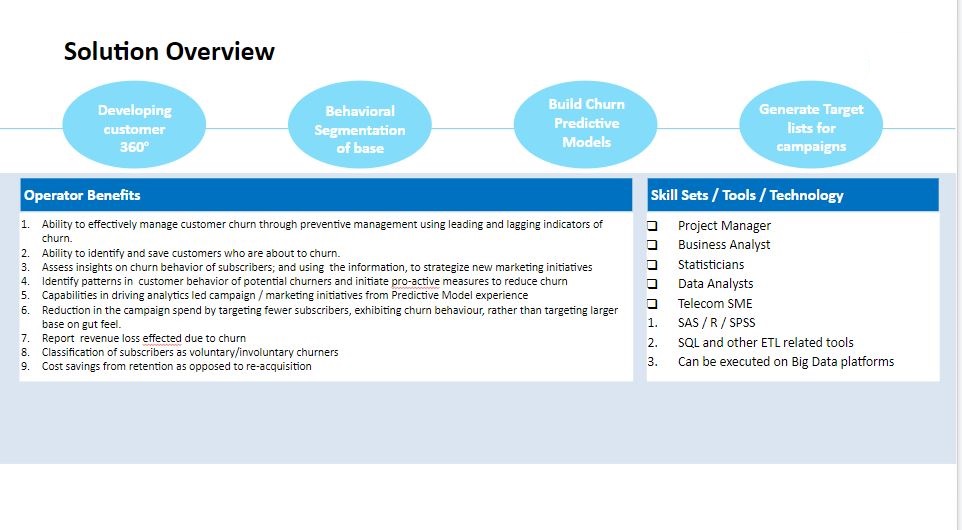 Solution Overview
Developing
customer
360°
Behavioral
Segmentation
of base
Build Churn
Predictive
Models
Generate Target
lists for
campaigns
Operator Benefits
1. Ability to effectively manage customer churn through preventive management using leading and lagging indicators of
churn.
2. Ability to identify and save customers who are about to churn.
3. Assess insights on churn behavior of subscribers; and using the information, to strategize new marketing initiatives
4. Identify patterns in customer behavior of potential churners and initiate pro-active measures to reduce churn
5. Capabilities in driving analytics led campaign / marketing initiatives from Predictive Model experience
6. Reduction in the campaign spend by targeting fewer subscribers, exhibiting churn behaviour, rather than targeting larger
base on gut feel.
7. Report revenue loss effected due to churn
8. Classification of subscribers as voluntary/involuntary churners
9. Cost savings from retention as opposed to re-acquisition
Skill Sets / Tools / Technology
❑ Project Manager
❑ Business Analyst
❑ Statisticians
❑ Data Analysts
❑ Telecom SME
1. SAS / R / SPSS
2. SQL and other ETL related tools
3. Can be executed on Big Data platforms